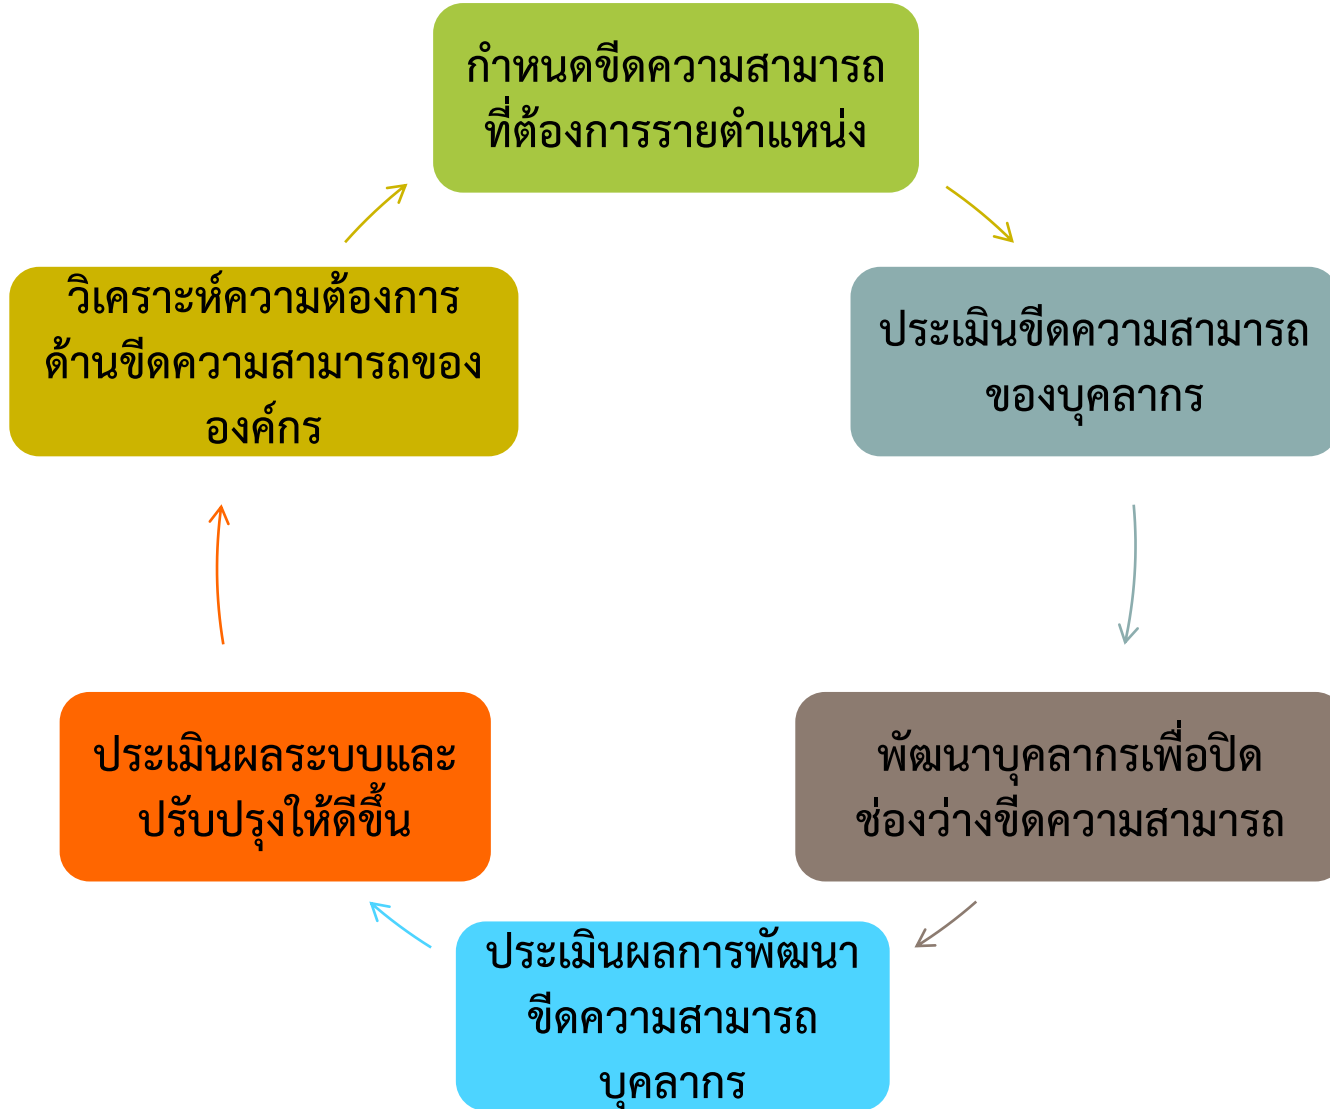 กำหนดขีดความสามารถ
ที่ต้องการรายตำแหน่ง
ประเมินขีดความสามารถ
ของบุคลากร
พัฒนาบุคลากรเพื่อปิด
ช่องว่างขีดความสามารถ
ประเมินผลการพัฒนา
ขีดความสามารถ
บุคลากร
ประเมินผลระบบและ
ปรับปรุงให้ดีขึ้น
วิเคราะห์ความต้องการ
ด้านขีดความสามารถของ
องค์กร